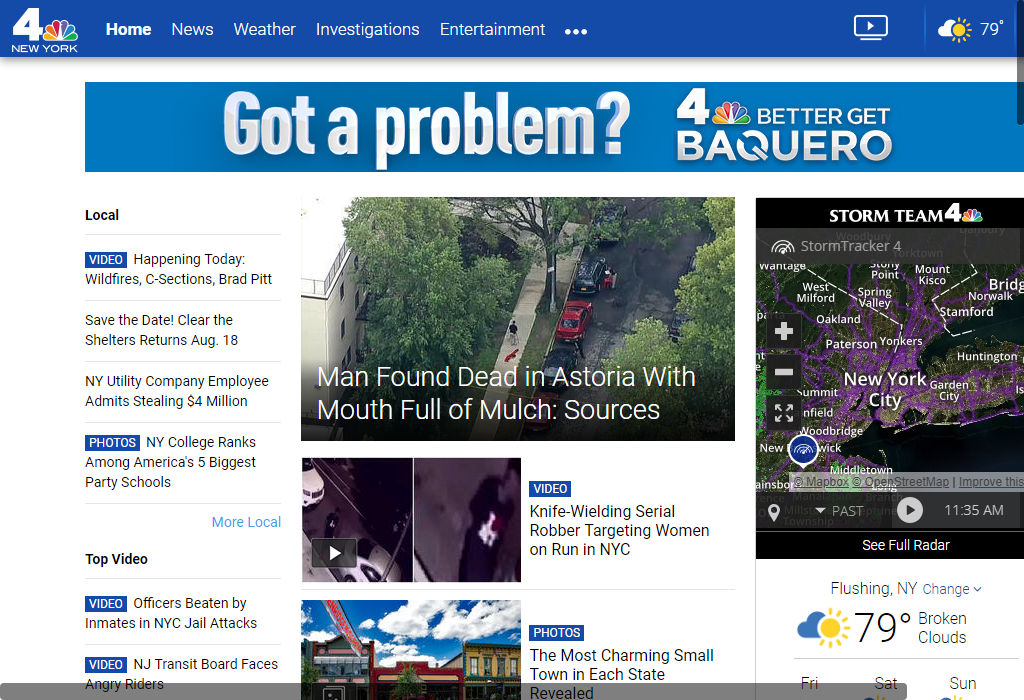 4
NEW YORK
Home
News
Weather
Investigations
Entertainment
79°
Got a problem?
4 BETTER GET
BAQUERO
Local
VIDEO Happening Today:
Wildfires, C-Sections, Brad Pitt
Save the Date! Clear the
Shelters Returns Aug. 18
NY Utility Company Employee
Admits Stealing $4 Million
PHOTOS NY College Ranks
Among America's 5 Biggest
Party Schools
More Local
Top Video
VIDEO Officers Beaten by
Inmates in NYC Jail Attacks
VIDEO NJ Transit Board Faces
Angry Riders
Man Found Dead in Astoria With
Mouth Full of Mulch: Sources
VIDEO
Knife-Wielding Serial
Robber Targeting Women
on Run in NYC
PHOTOS
The Most Charming Small
Town in Each State
Revealed
STORM TEAM 4
Woodbury
Danbury
StormTracker 4
Yorktown
Wantage
Stony
Point
Mount
Kisco
West
Milford
Spring
Valley
Bridg
Norwalk
Stamford
Oakland
Paterson
Yonkers
Huntington
New York
City
Garden
City
Summit
nfield
Woodbridge
New
wick
Middletown
© Mapbox © OpenStreetMap | Improve this
PAST
11:35 AM
See Full Radar
Flushing, NY Change
79°
Broken
Clouds
Fri
Sat
Sun